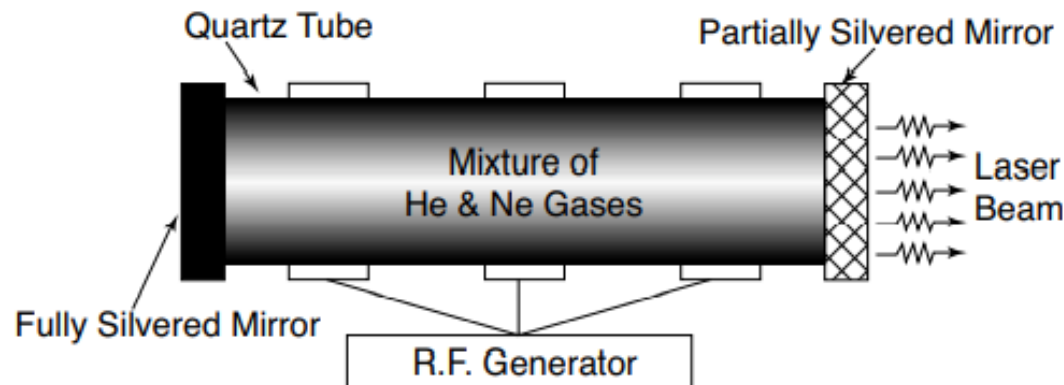 Quartz Tube
Partially Silvered Mirror
Mixture of
He & Ne Gases
Laser
Beam
Fully Silvered Mirror
R.F. Generator